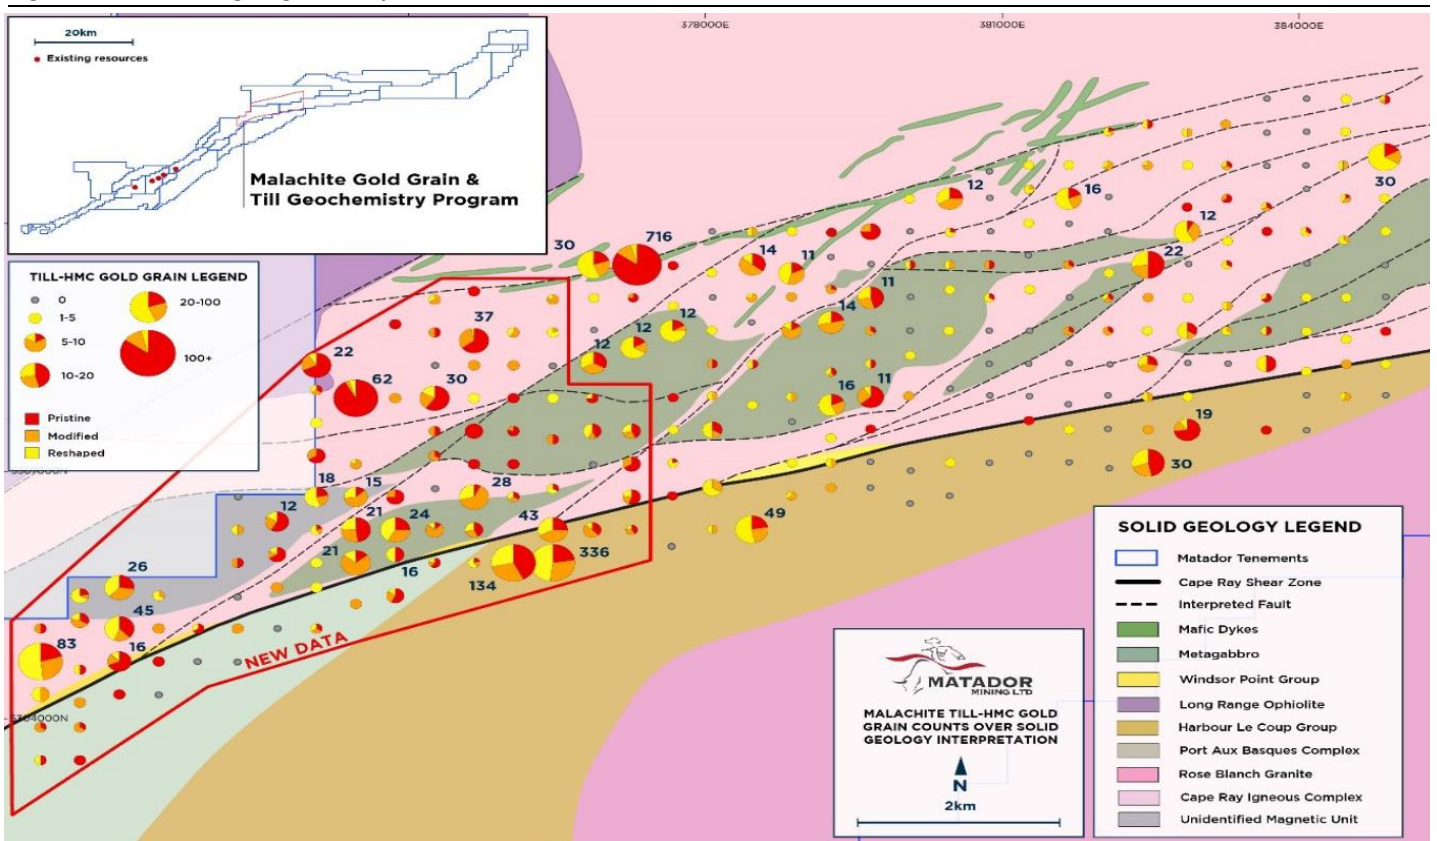 378000E
381000E
384000E
20km
Existing resources
Malachite Gold Grain &
Till Geochemistry Program
TILL-HMC GOLD GRAIN LEGEND
0
1-5
5-10
10-20
20-100
100+
Pristine
Modified
Reshaped
30
716
14
11
12
16
30
12
22
11
14
12
12
12
37
22
62
30
16
11
19
30
18
15
28
12
21
24
43
49
21
16
134
336
26
45
83
16
NEW DATA
MATADOR
MINING LTD
MALACHITE TILL-HMC GOLD
GRAIN COUNTS OVER SOLID
GEOLOGY INTERPRETATION
N
2km
SOLID GEOLOGY LEGEND
Matador Tenements
Cape Ray Shear Zone
Interpreted Fault
Mafic Dykes
Metagabbro
Windsor Point Group
Long Range Ophiolite
Harbour Le Coup Group
Port Aux Basques Complex
Rose Blanch Granite
Cape Ray Igneous Complex
Unidentified Magnetic Unit